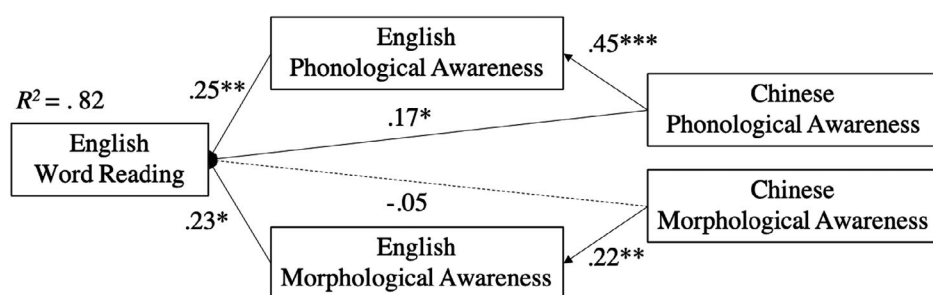 English
Phonological Awareness
.45***
.25**
R² = . 82
Chinese
Phonological Awareness
.17*
English
Word Reading
Chinese
Morphological Awareness
-.05
.23*
English
Morphological Awareness
.22**